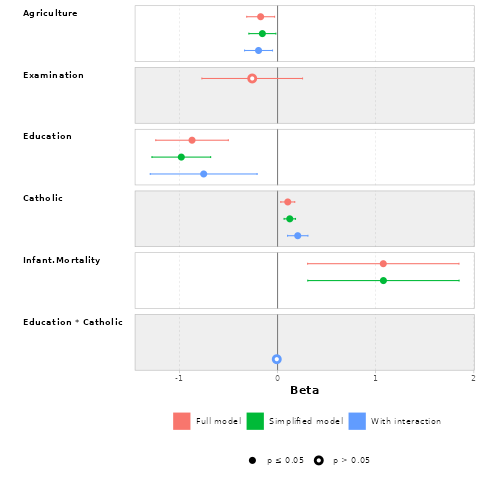 Agriculture
Examination
Education
Catholic
Infant.Mortality
Education * Catholic
-1 0 1 2
Beta
Full model Simplified model With interaction
p ≤ 0.05 p > 0.05